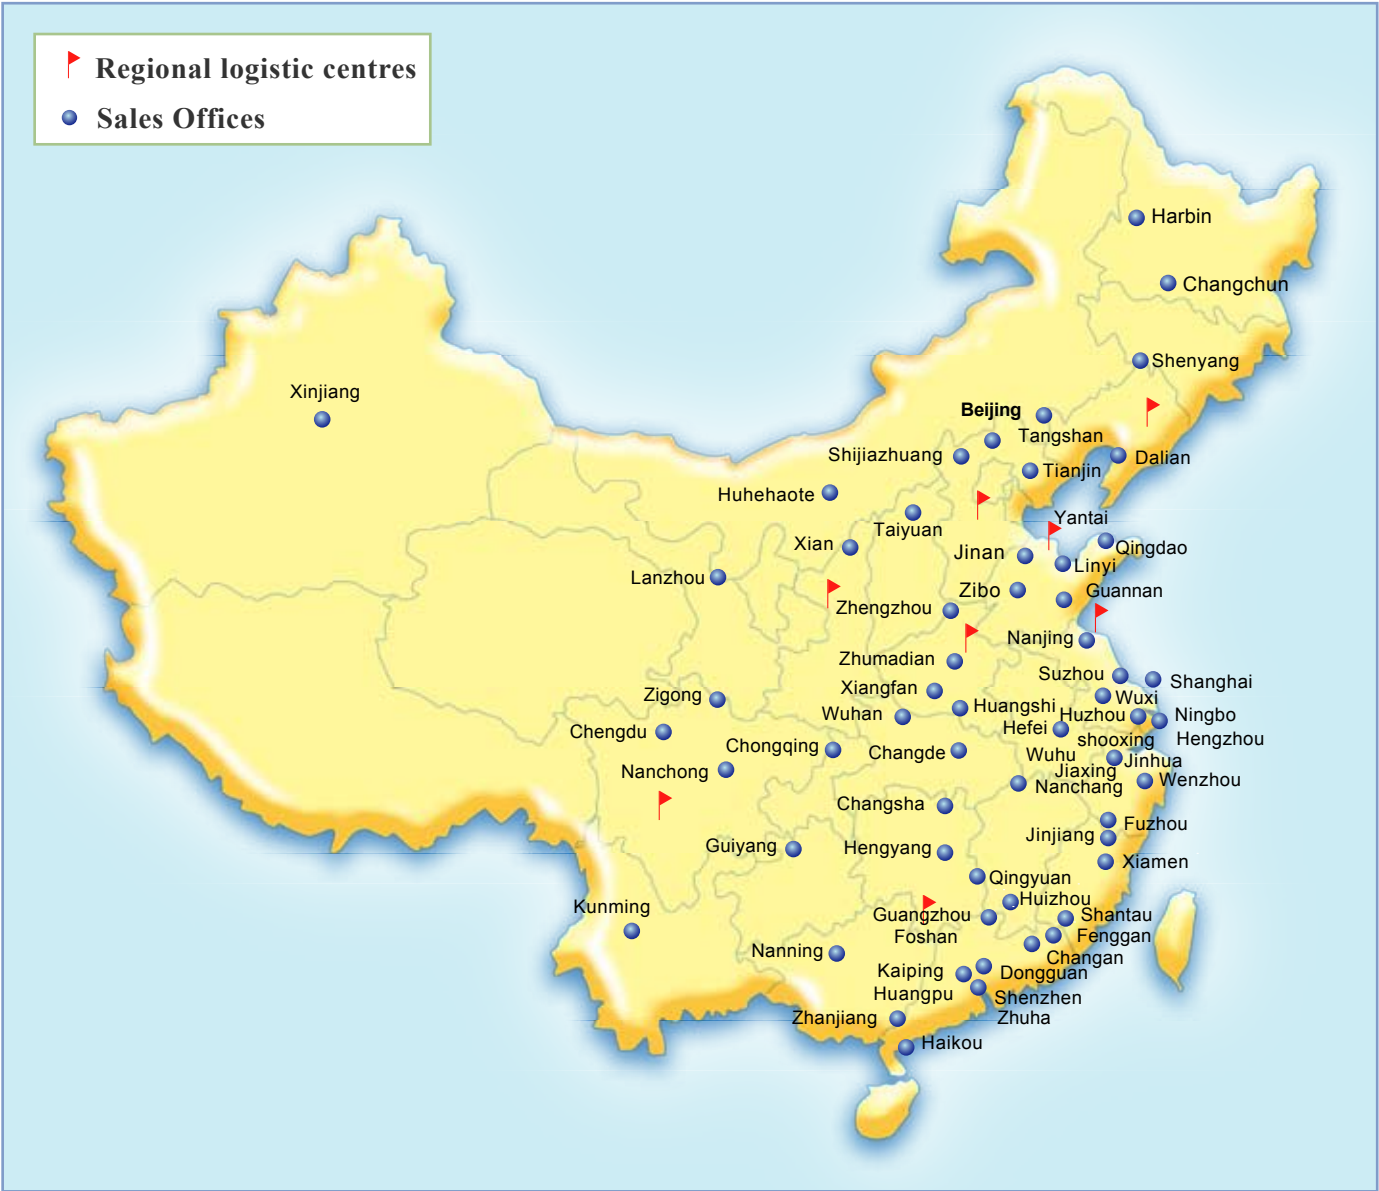 Regional logistic centres
Sales Offices
Harbin
Changchun
Shenyang
Xinjiang
Beijing
Tangshan
Shijiazhuang
Dalian
Tianjin
Huhehaote
Yantai
Taiyuan
Xian
Qingdao
Jinan
Linyi
Lanzhou
Zibo
Guannan
Zhengzhou
Nanjing
Zhumadian
Suzhou
Shanghai
Xiangfan
Zigong
Wuxi
Huangshi
Wuhan
Huzhou
Ningbo
Hefei
Chengdu
shooxing
Hengzhou
Chongqing
Changde
Wuhu
Jinhua
Nanchong
Jiaxing
Wenzhou
Nanchang
Changsha
Fuzhou
Jinjiang
Guiyang
Hengyang
Xiamen
Qingyuan
Huizhou
Kunming
Guangzhou
Shantau
Foshan
Fenggan
Nanning
Changan
Kaiping
Dongguan
Huangpu
Shenzhen
Zhanjiang
Zhuha
Haikou